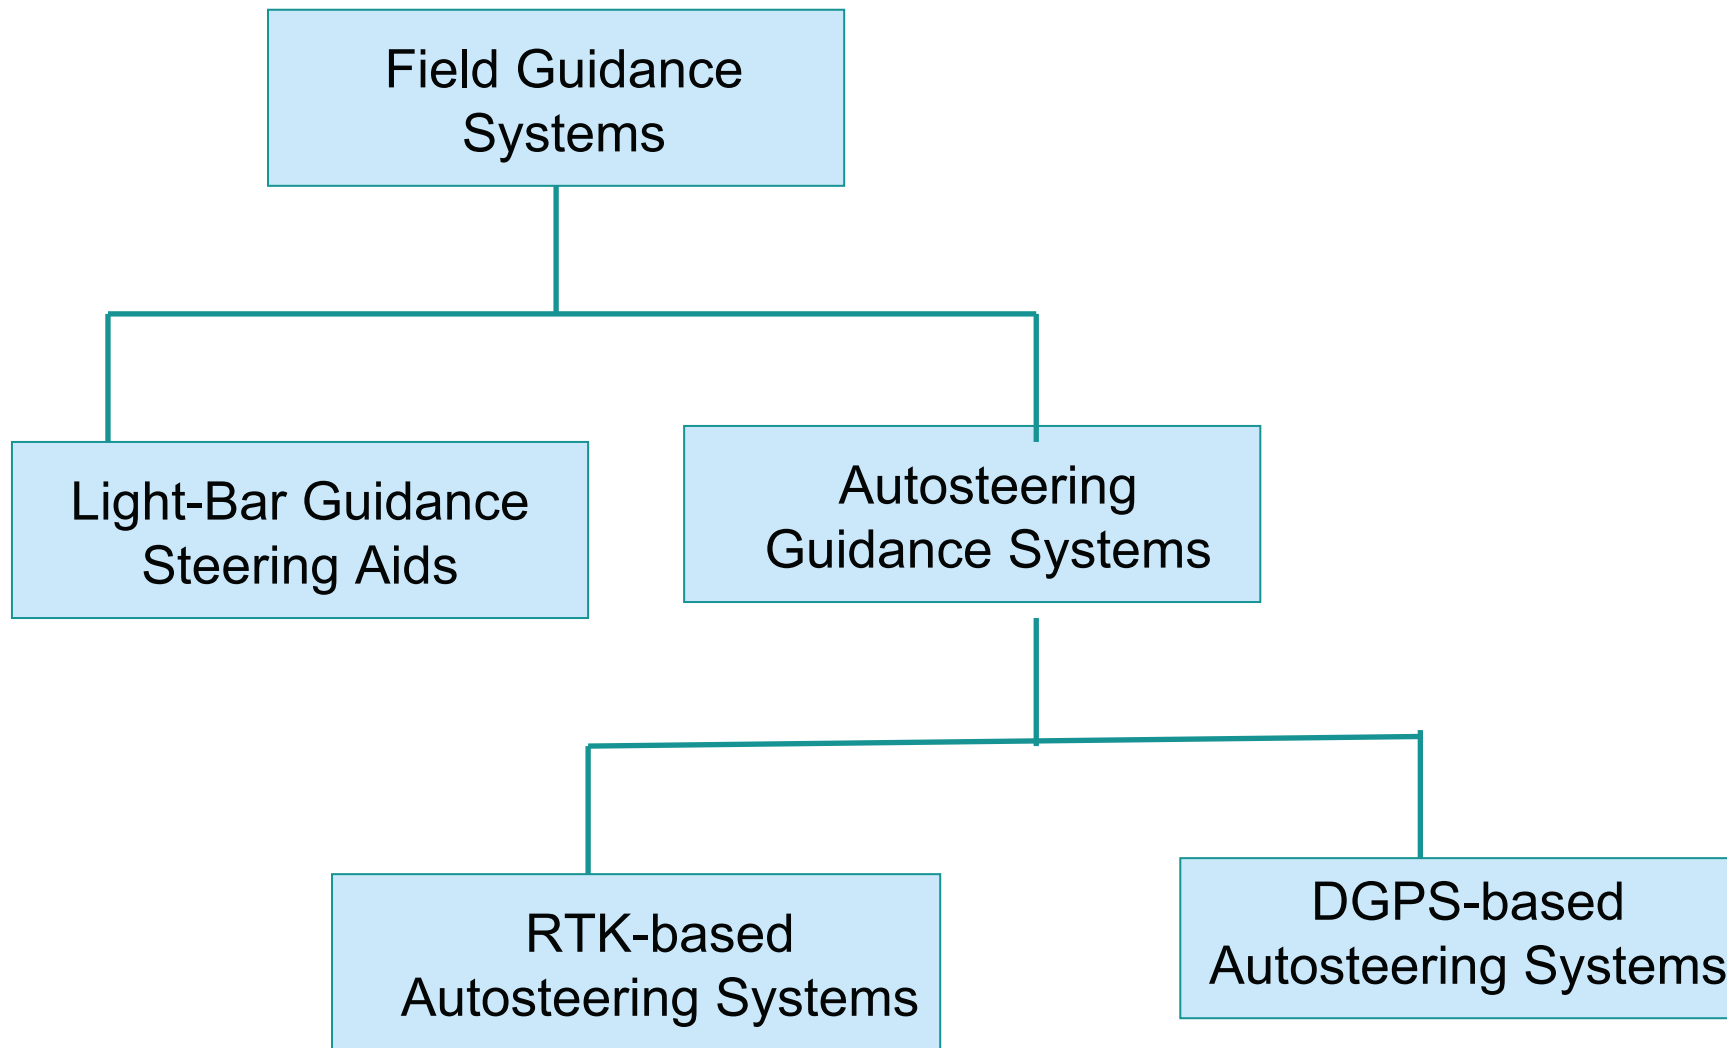 Field Guidance
Systems
Light-Bar Guidance
Steering Aids
Autosteering
Guidance Systems
RTK-based
Autosteering Systems
DGPS-based
Autosteering Systems